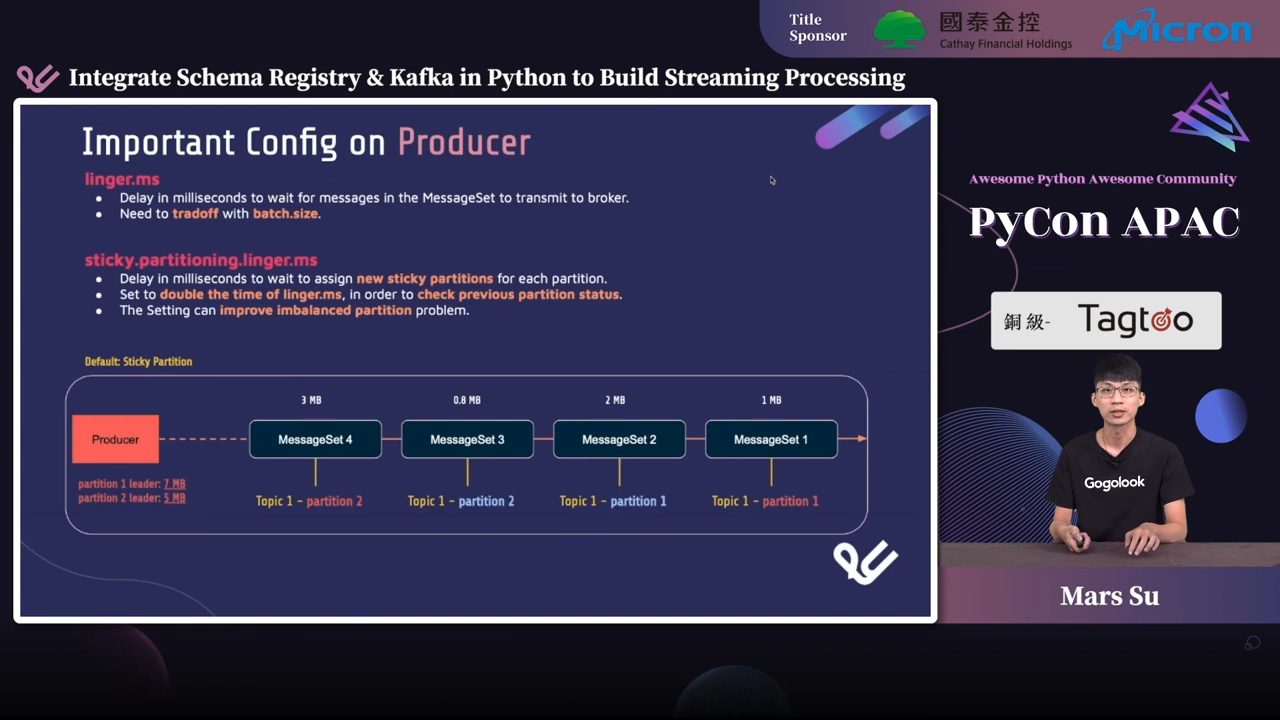 Title
Sponsor
國泰金控
Cathay Financial Holdings
Micron
Integrate Schema Registry & Kafka in Python to Build Streaming Processing
Important Config on Producer
linger.ms
Delay in milliseconds to wait for messages in the MessageSet to transmit to broker.
Need to tradoff with batch.size.
sticky.partitioning.linger.ms
Delay in milliseconds to wait to assign new sticky partitions for each partition.
Set to double the time of linger.ms, in order to check previous partition status.
The Setting can improve imbalanced partition problem.
Default: Sticky Partition
3 MB
0.8 MB
2 MB
1 MB
Producer
MessageSet 4
MessageSet 3
MessageSet 2
MessageSet 1
partition 1 leader: 7 MB
partition 2 leader: 5 MB
Topic 1 - partition 2
Topic 1 - partition 2
Topic 1 - partition 1
Topic 1 - partition 1
Awesome Python Awesome Community
PyCon APAC
銅級-
Tagtoo
Gogolook
Mars Su